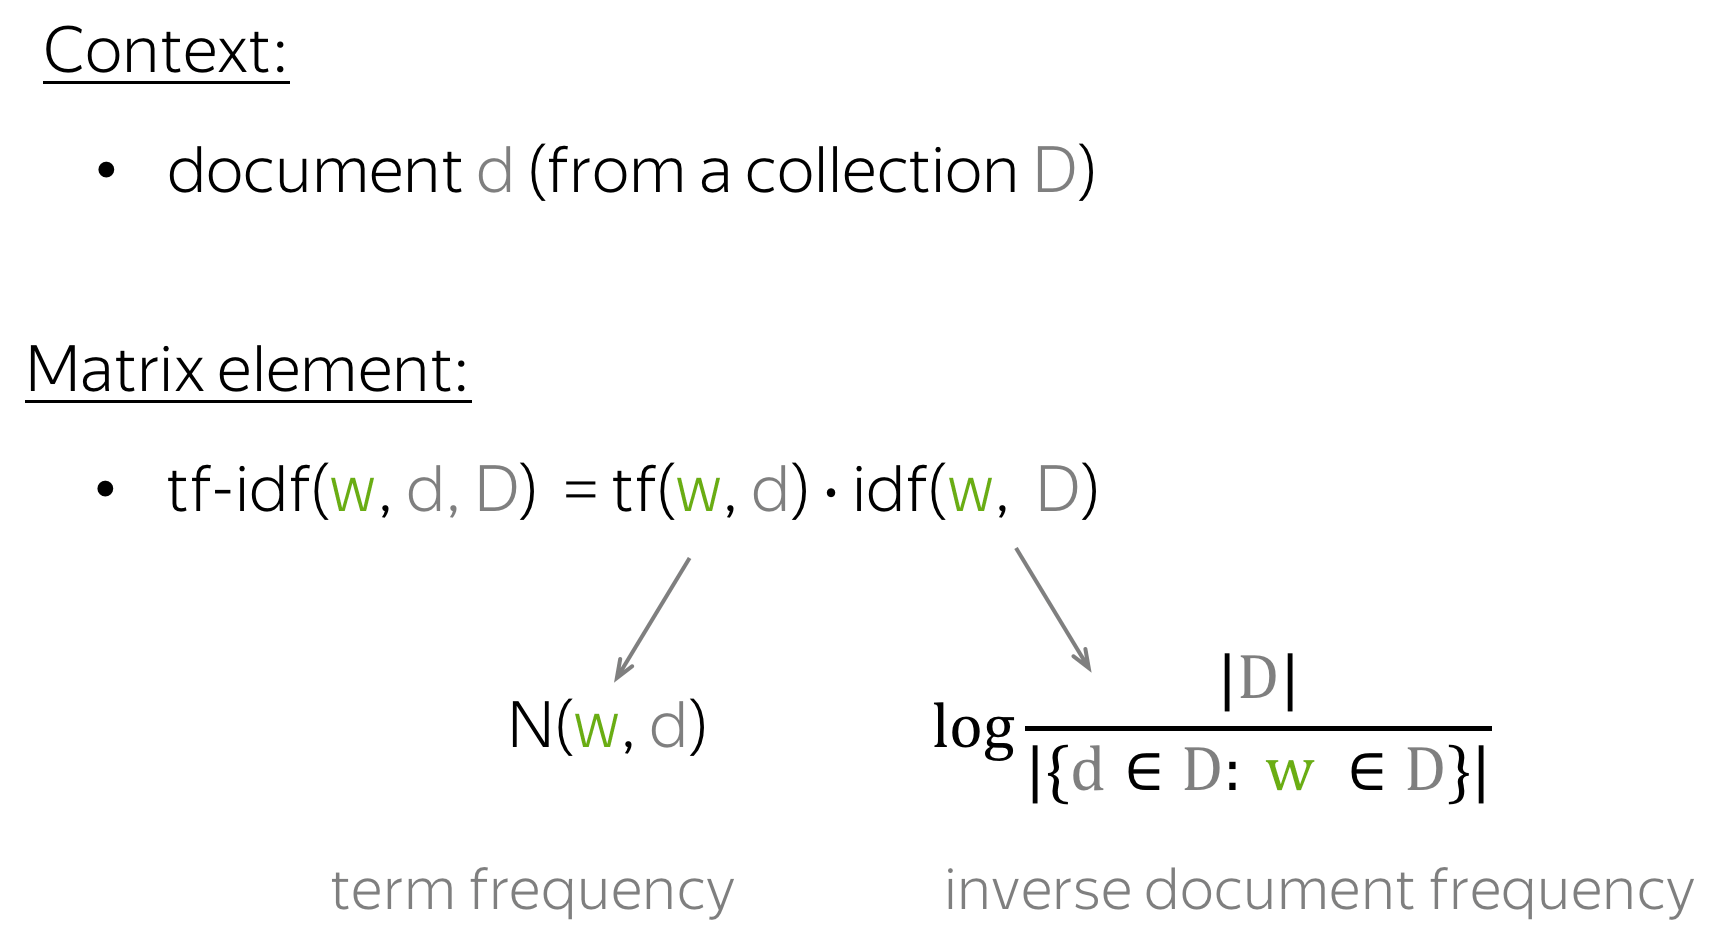 Context:
• document d (from a collection D)
Matrix element:
• tf-idf(w, d, D) = tf(w, d) · idf(w, D)
N(w, d)
log |D| / |{d ∈ D: w ∈ D}|
term frequency
inverse document frequency